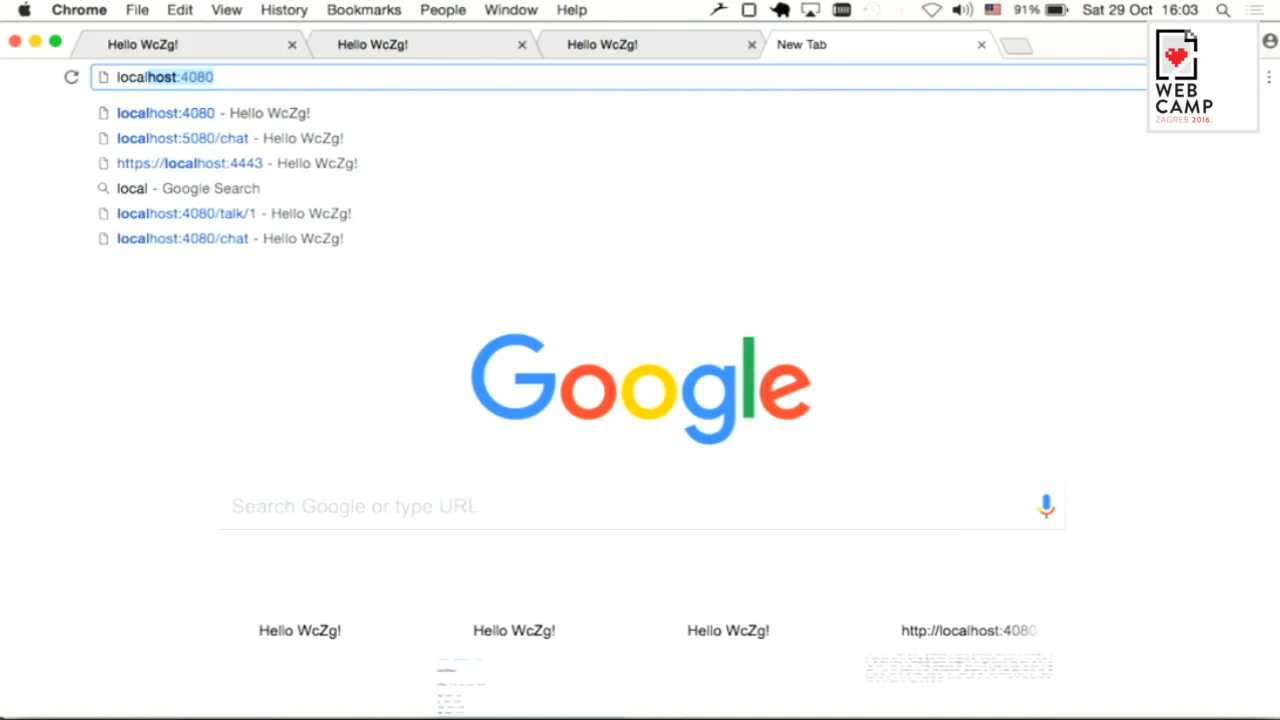 Chrome File Edit View History Bookmarks People Window Help 91% Sat 29 Oct 16:03
Hello WcZg! Hello WcZg! Hello WcZg! New Tab
localhost:4080
localhost:4080 - Hello WcZg!
localhost:5080/chat - Hello WcZg!
https://localhost:4443 - Hello WcZg!
local - Google Search
localhost:4080/talk/1 - Hello WcZg!
localhost:4080/chat - Hello WcZg!
WEB
CAMP
ZAGREB 2016.
Google
Search Google or type URL
Hello WcZg! Hello WcZg! Hello WcZg! http://localhost:4080